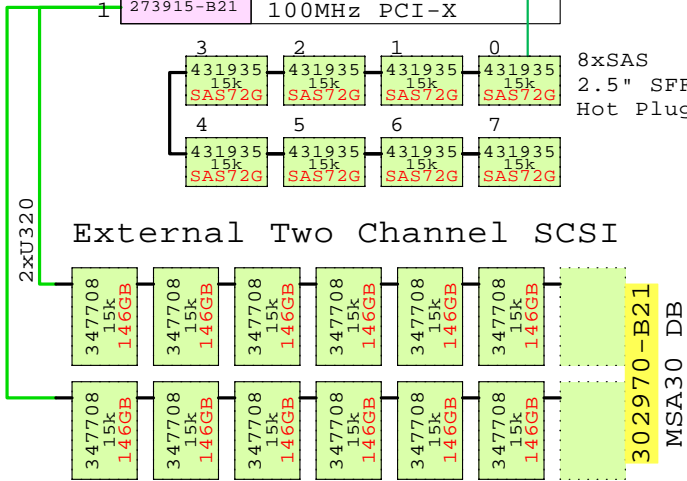 1 273915-B21 100MHz PCI-X
3 2 1 0
431935 431935 431935 431935
15k 15k 15k 15k
SAS72G SAS72G SAS72G SAS72G
8xSAS
2.5" SFF
Hot Plug
4 5 6 7
431935 431935 431935 431935
15k 15k 15k 15k
SAS72G SAS72G SAS72G SAS72G
2xU320
External Two Channel SCSI
347708 347708 347708 347708 347708 347708
15k 15k 15k 15k 15k 15k
146GB 146GB 146GB 146GB 146GB 146GB
347708 347708 347708 347708 347708 347708
15k 15k 15k 15k 15k 15k
146GB 146GB 146GB 146GB 146GB 146GB
302970-B21
MSA30 DB